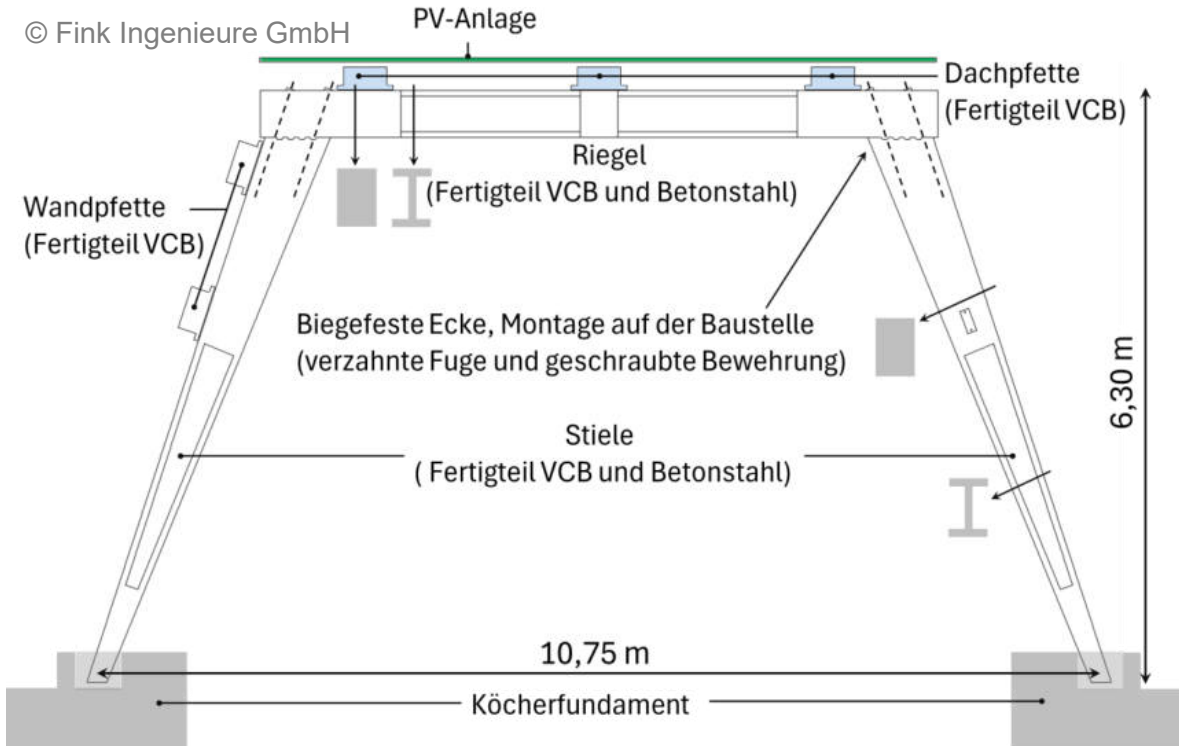 © Fink Ingenieure GmbH
PV-Anlage
Dachpfette
(Fertigteil VCB)
Riegel
(Fertigteil VCB und Betonstahl)
Wandpfette
(Fertigteil VCB)
Biegefeste Ecke, Montage auf der Baustelle
(verzahnte Fuge und geschraubte Bewehrung)
6,30 m
Stiele
( Fertigteil VCB und Betonstahl)
10,75 m
Köcherfundament